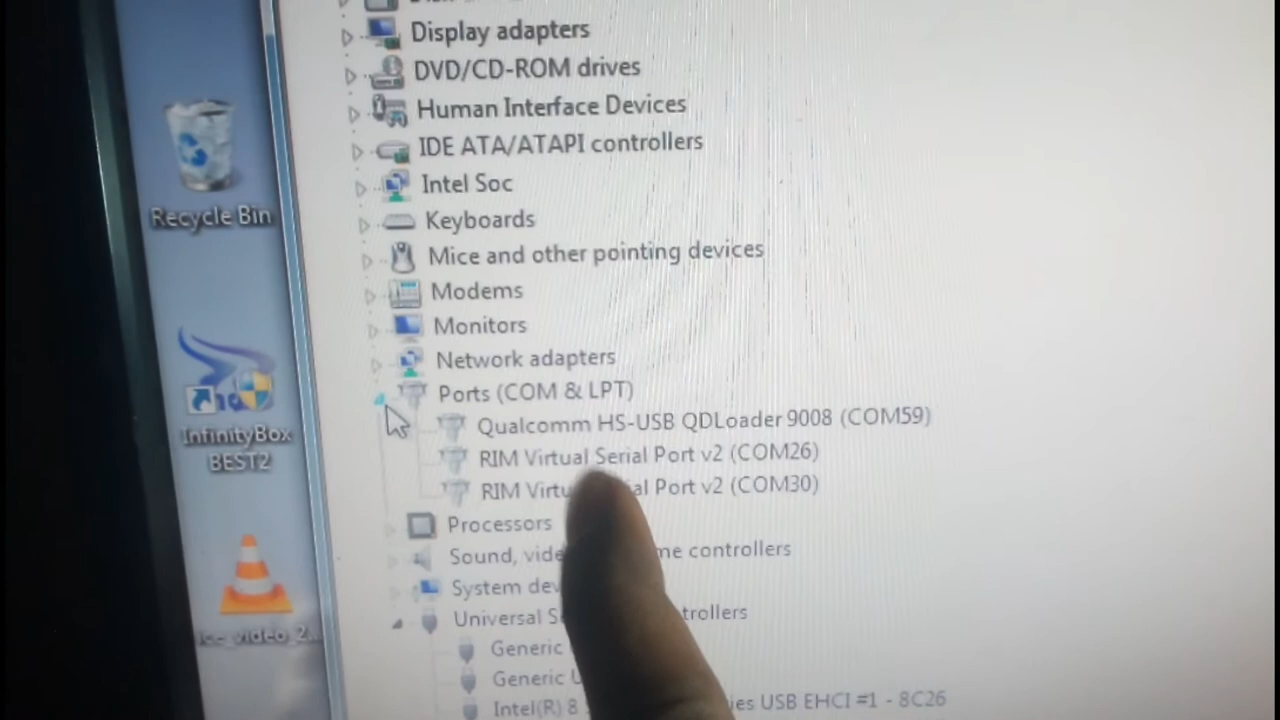 Display adapters
DVD/CD-ROM drives
Human Interface Devices
IDE ATA/ATAPI controllers
Intel Soc
Keyboards
Mice and other pointing devices
Modems
Monitors
Network adapters
Ports (COM & LPT)
Qualcomm HS-USB QDLoader 9008 (COM59)
RIM Virtual Serial Port v2 (COM26)
RIM Virtu al Port v2 (COM30)
Processors
Sound, vide me controllers
System dev
Universal S trollers
Generic
Generic U
Intel(R) 8 ies USB EHCI #1 - 8C26
Recycle Bin
InfinityBox
BEST2